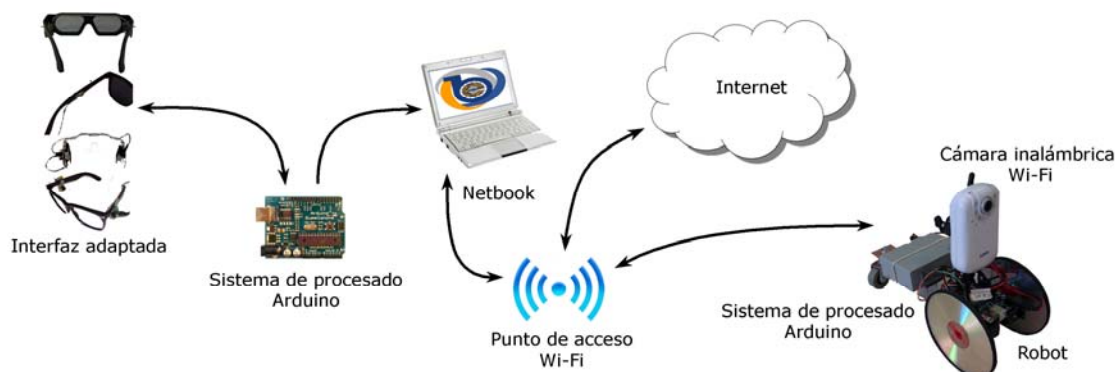 Interfaz adaptada
Sistema de procesado
Arduino
Netbook
Internet
Punto de acceso
Wi-Fi
Cámara inalámbrica
Wi-Fi
Sistema de procesado
Arduino
Robot